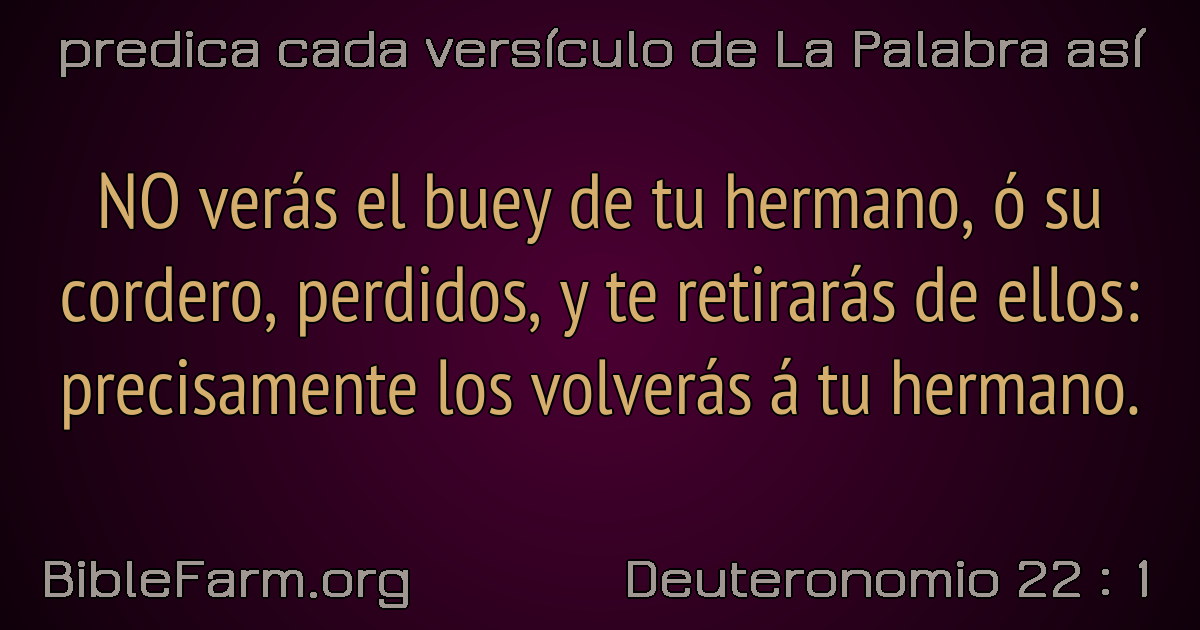 predica cada versículo de La Palabra así
NO verás el buey de tu hermano, ó su
cordero, perdidos, y te retirarás de ellos:
precisamente los volverás á tu hermano.
BibleFarm.org
Deuteronomio 22 : 1